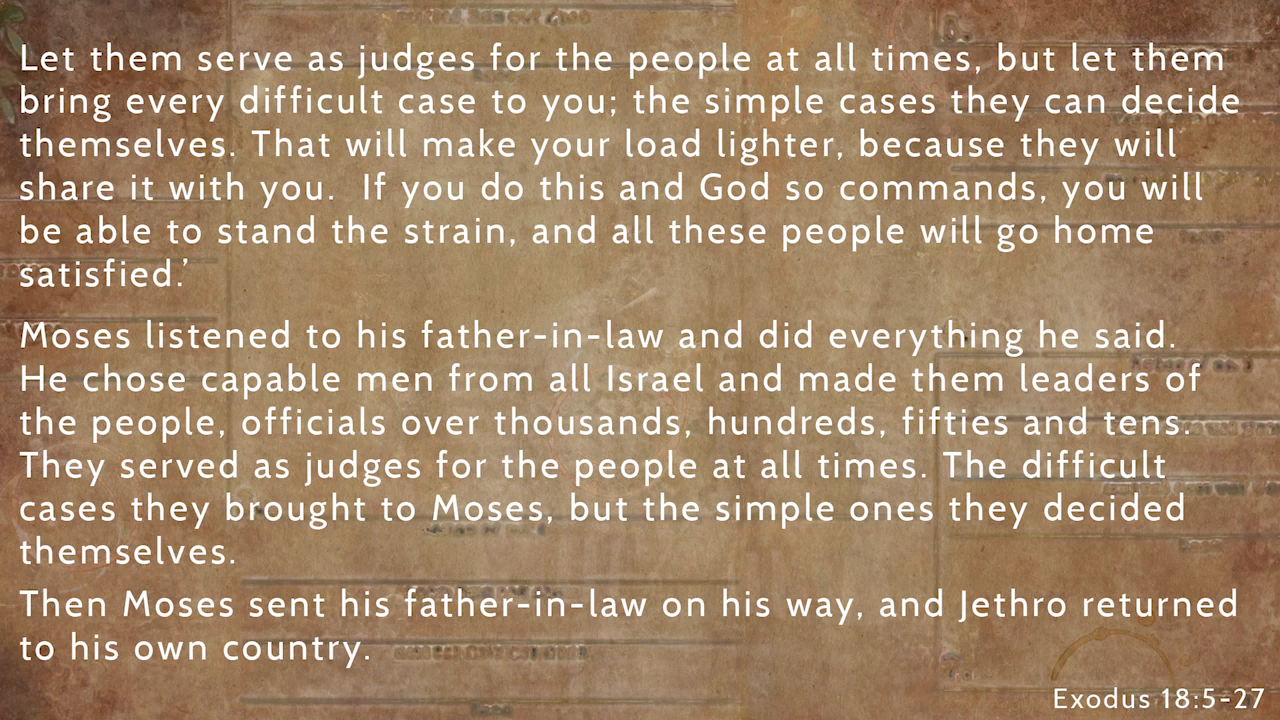 Let them serve as judges for the people at all times, but let them
bring every difficult case to you; the simple cases they can decide
themselves. That will make your load lighter, because they will
share it with you.  If you do this and God so commands, you will
be able to stand the strain, and all these people will go home
satisfied.’
Moses listened to his father-in-law and did everything he said.
He chose capable men from all Israel and made them leaders of
the people, officials over thousands, hundreds, fifties and tens.
They served as judges for the people at all times. The difficult
cases they brought to Moses, but the simple ones they decided
themselves.
Then Moses sent his father-in-law on his way, and Jethro returned
to his own country.
Exodus 18:5-27